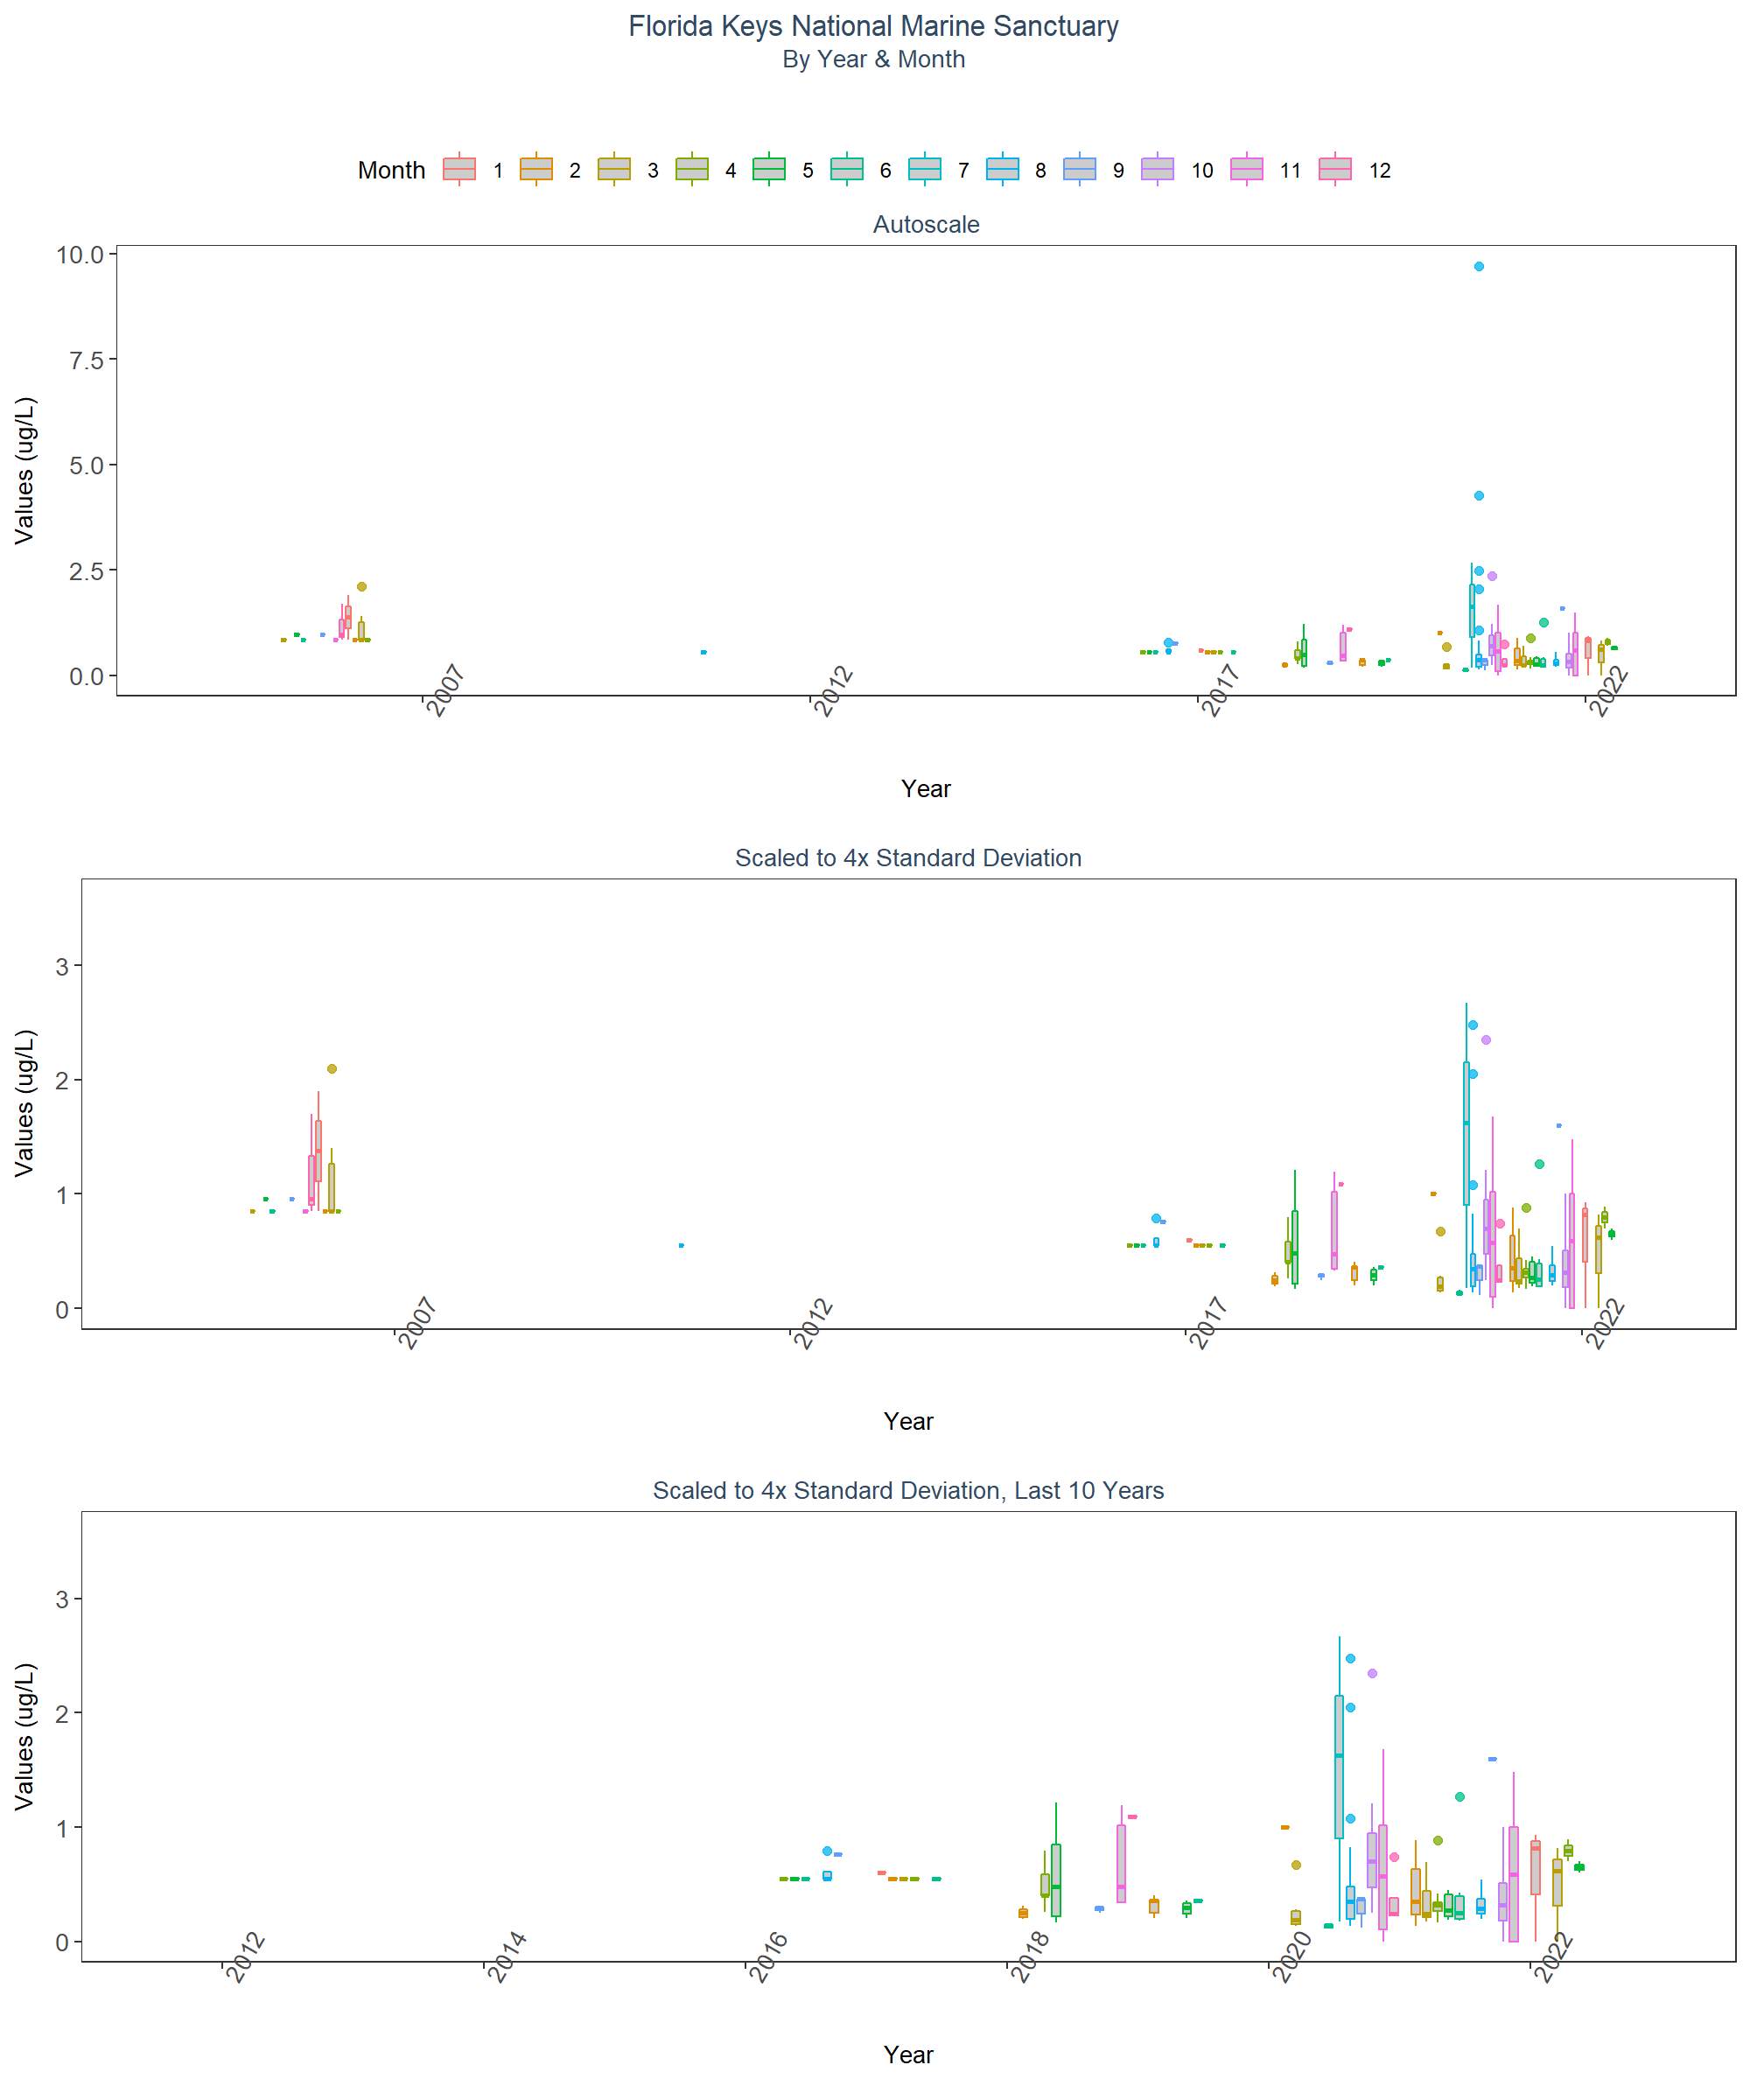 Florida Keys National Marine Sanctuary
By Year & Month
Month 1 2 3 4 5 6 7 8 9 10 11 12
Autoscale
10.0
7.5
5.0
2.5
0.0
Values (ug/L)
2007 2012 2017 2022
Year
Scaled to 4x Standard Deviation
3
2
1
0
Values (ug/L)
2007 2012 2017 2022
Year
Scaled to 4x Standard Deviation, Last 10 Years
3
2
1
0
Values (ug/L)
2012 2014 2016 2018 2020 2022
Year